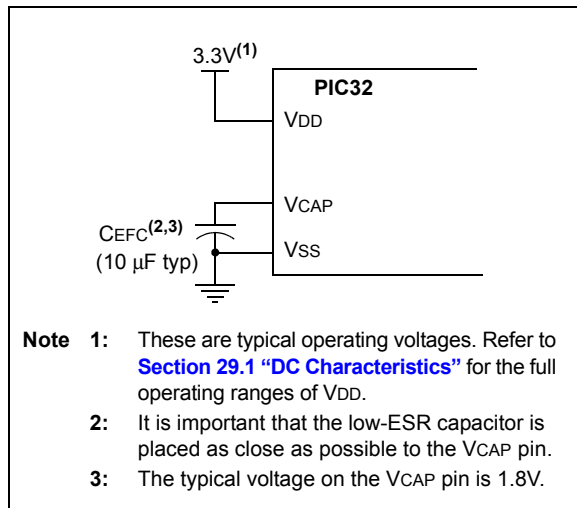 3.3V(1)
PIC32
VDD
VCAP
CEFC(2,3)
(10 μF typ)
VSS
Note 1: These are typical operating voltages. Refer to
Section 29.1 “DC Characteristics” for the full
operating ranges of VDD.
2: It is important that the low-ESR capacitor is
placed as close as possible to the VCAP pin.
3: The typical voltage on the VCAP pin is 1.8V.